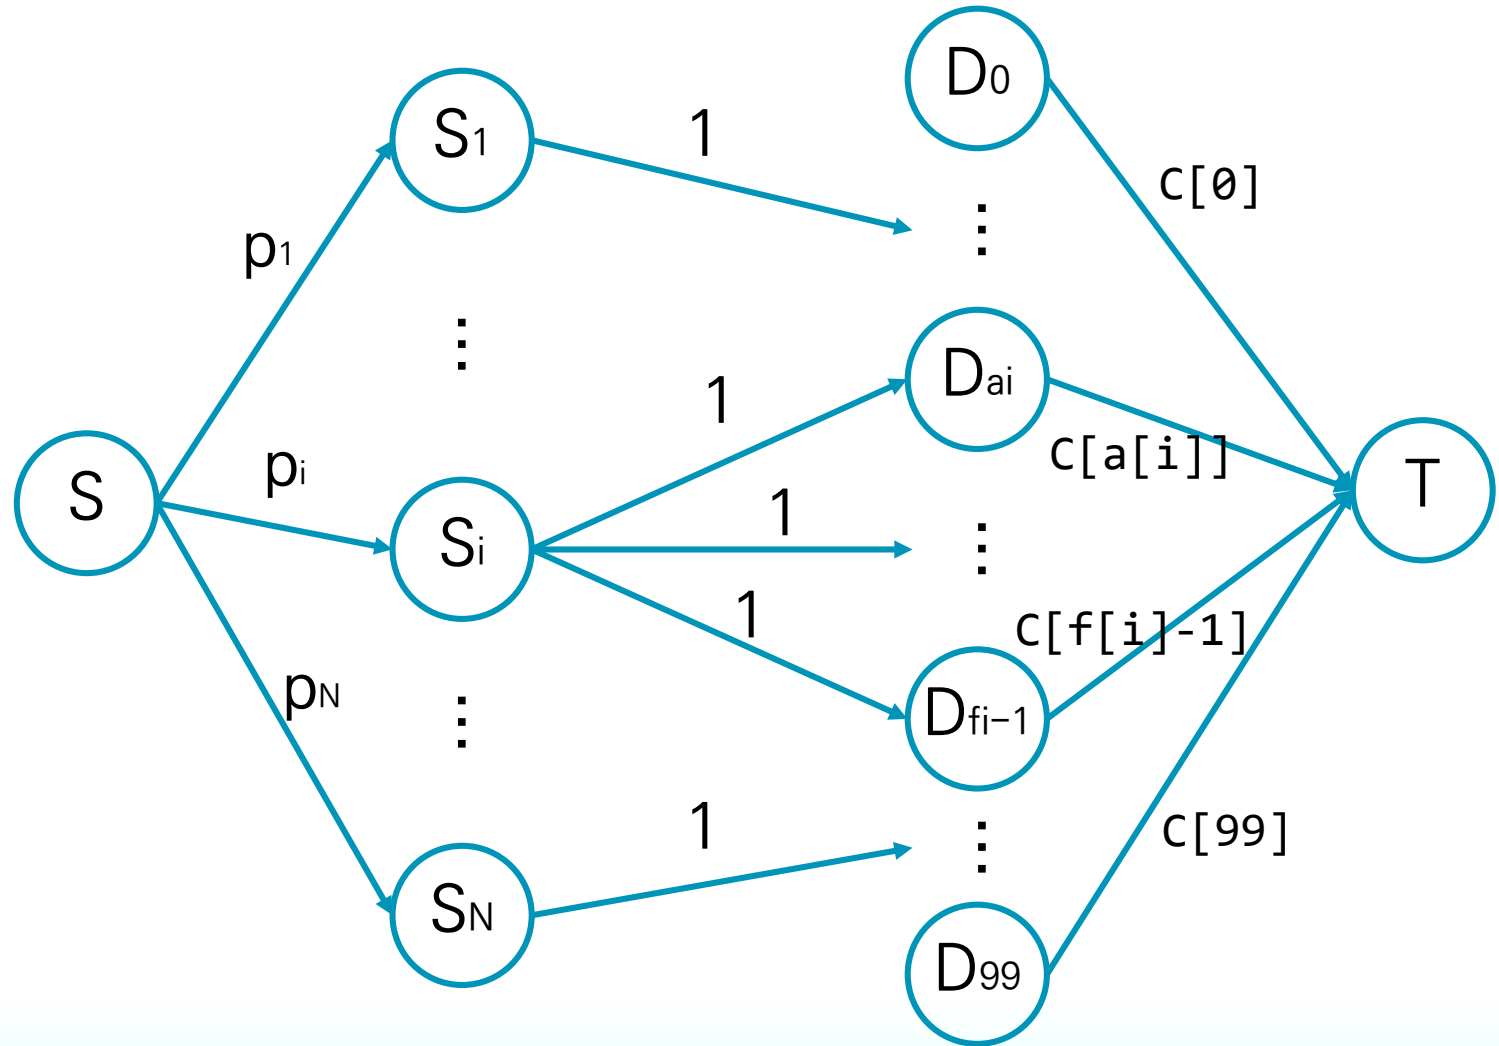 D0
S1
1
C[0]
p1
⋮
⋮
Dai
1
C[a[i]]
S
pi
Si
1
⋮
T
1
C[f[i]-1]
Dfi-1
pN
⋮
1
⋮
C[99]
SN
D99